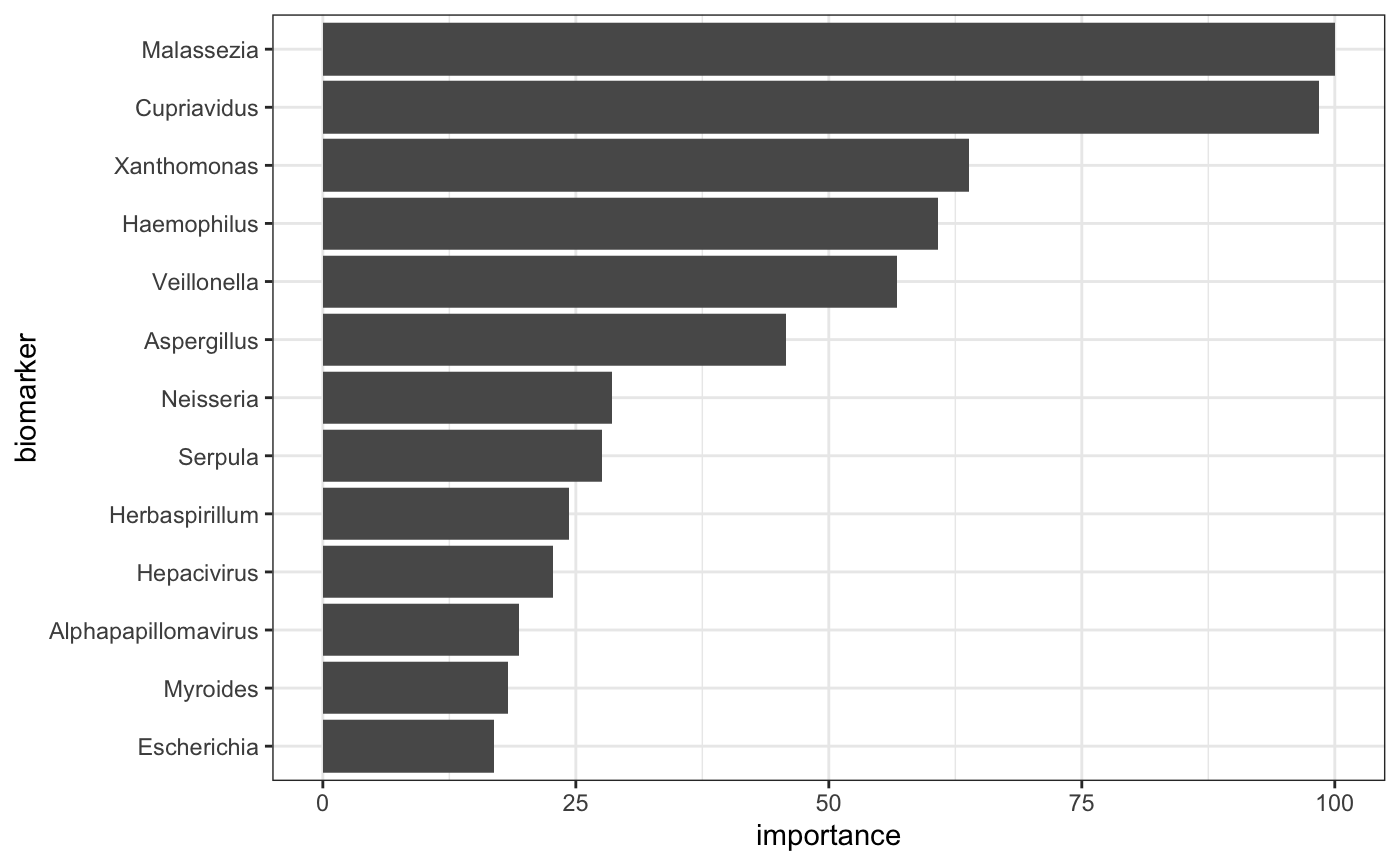 Malassezia
Cupriavidus
Xanthomonas
Haemophilus
Veillonella
Aspergillus
Neisseria
Serpula
Herbaspirillum
Hepacivirus
Alphapapillomavirus
Myroides
Escherichia
biomarker
0 25 50 75 100
importance